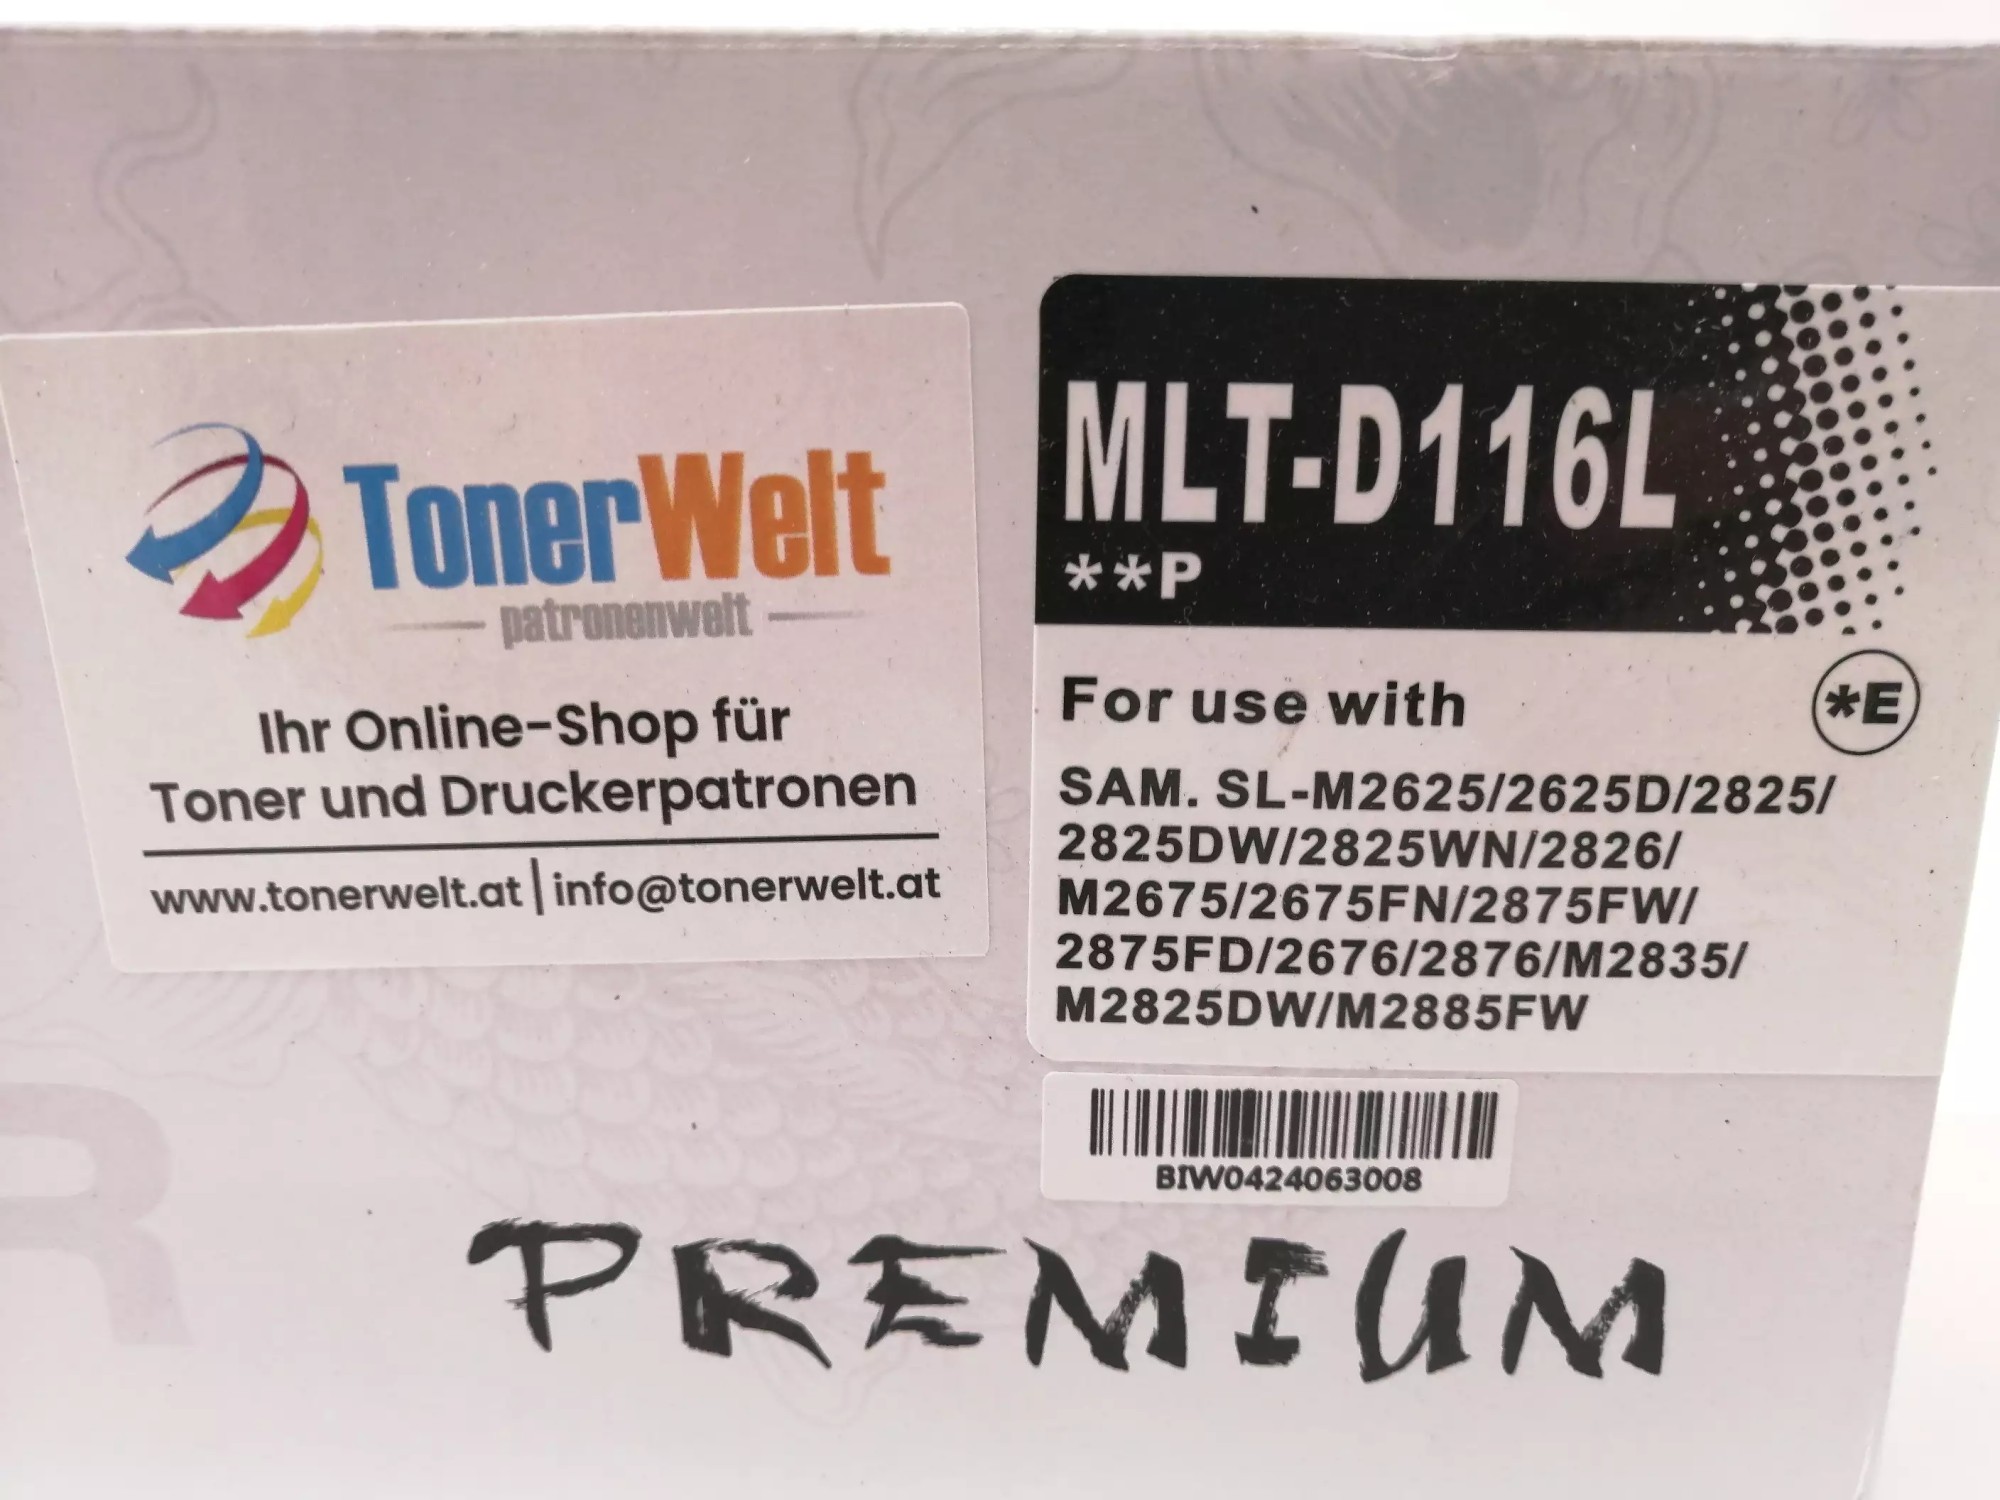 TonerWelt
patronenwelt
Ihr Online-Shop für
Toner und Druckerpatronen
www.tonerwelt.at | info@tonerwelt.at
MLT-D116L
**P
For use with
*E
SAM. SL-M2625/2625D/2825/
2825DW/2825WN/2826/
M2675/2675FN/2875FW/
2875FD/2676/2876/M2835/
M2825DW/M2885FW
BIW0424063008
R
PREMIUM